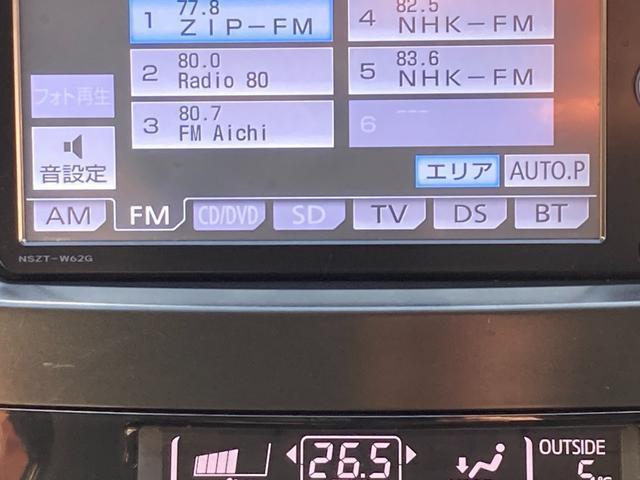 77.8
1 ZIP-FM
82.5
4 NHK-FM
80.0
2 Radio 80
83.6
5 NHK-FM
フォト再生
80.7
3 FM Aichi
---
6
音設定
エリア AUTO.P
AM FM CD/DVD SD TV DS BT
NSZT-W62G
26.5
OUTSIDE
5℃